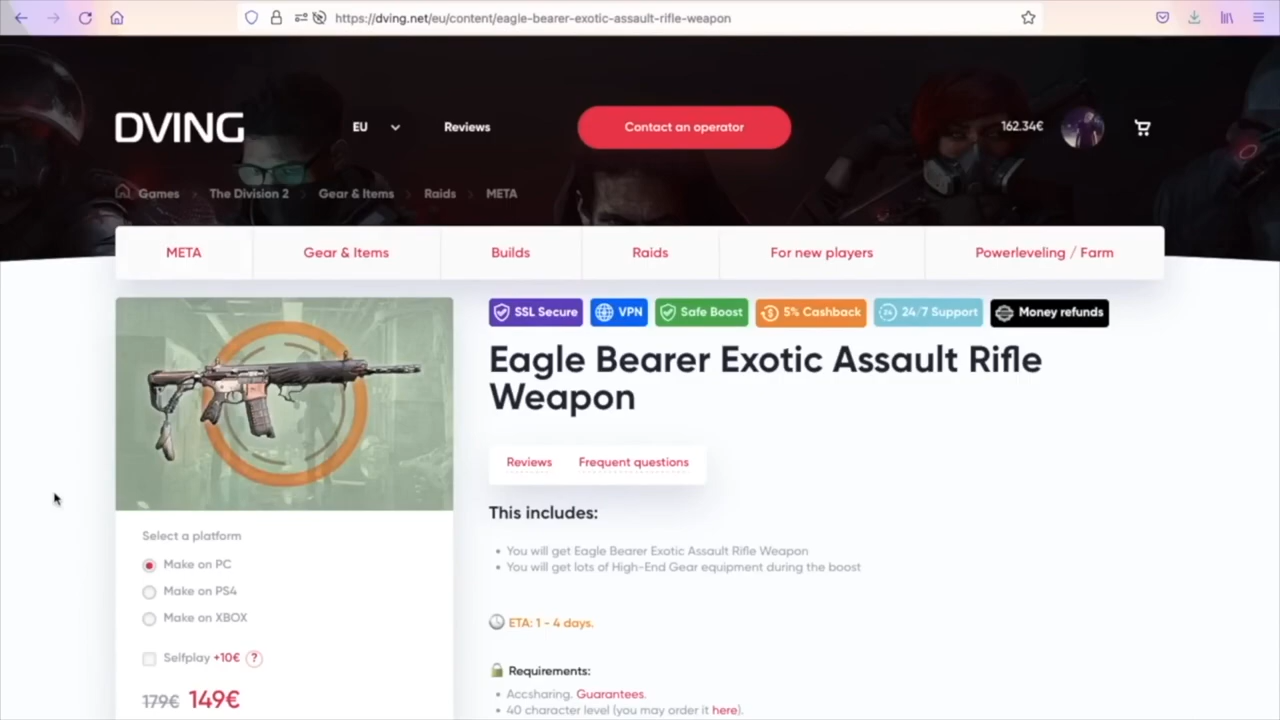 https://dving.net/eu/content/eagle-bearer-exotic-assault-rifle-weapon
DVING
EU
Reviews
Contact an operator
162.34€
Games
The Division 2
Gear & Items
Raids
META
META
Gear & Items
Builds
Raids
For new players
Powerleveling / Farm
SSL Secure
VPN
Safe Boost
5% Cashback
24/7 Support
Money refunds
Eagle Bearer Exotic Assault Rifle
Weapon
Reviews
Frequent questions
This includes:
• You will get Eagle Bearer Exotic Assault Rifle Weapon
• You will get lots of High-End Gear equipment during the boost
ETA: 1 - 4 days.
Requirements:
• Accsharing. Guarantees.
• 40 character level (you may order it here).
Select a platform
Make on PC
Make on PS4
Make on XBOX
Selfplay +10€ ?
179€ 149€